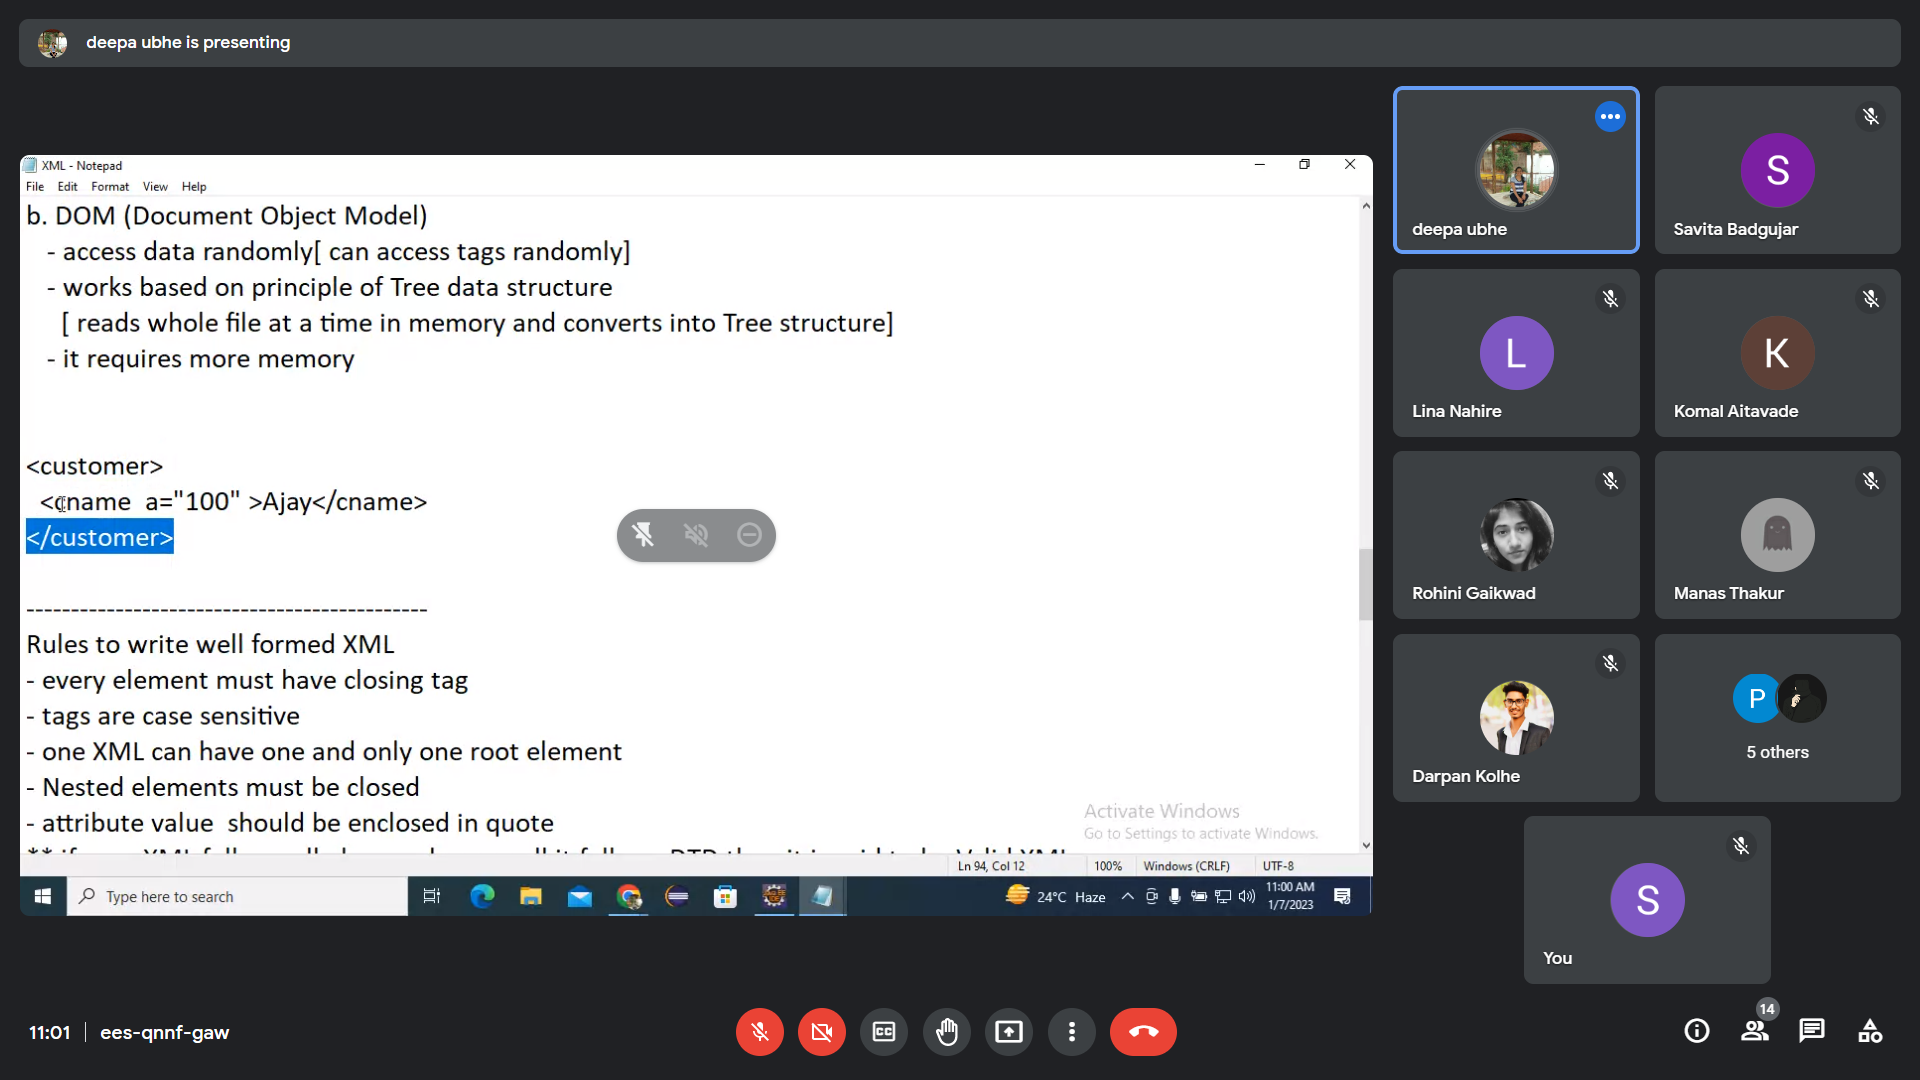 deepa ubhe is presenting
XML - Notepad
File Edit Format View Help
b. DOM (Document Object Model)
- access data randomly[ can access tags randomly]
- works based on principle of Tree data structure
[ reads whole file at a time in memory and converts into Tree structure]
- it requires more memory
<customer>
<cname a="100" >Ajay</cname>
</customer>
---------------------------------------------
Rules to write well formed XML
- every element must have closing tag
- tags are case sensitive
- one XML can have one and only one root element
- Nested elements must be closed
- attribute value should be enclosed in quote
Activate Windows
Go to Settings to activate Windows.
Ln 94, Col 12 100% Windows (CRLF) UTF-8
Type here to search
24°C Haze
11:00 AM
1/7/2023
deepa ubhe
S
Savita Badgujar
L
Lina Nahire
K
Komal Aitavade
Rohini Gaikwad
Manas Thakur
Darpan Kolhe
P
5 others
S
You
11:01 ees-qnnf-gaw
CC
14